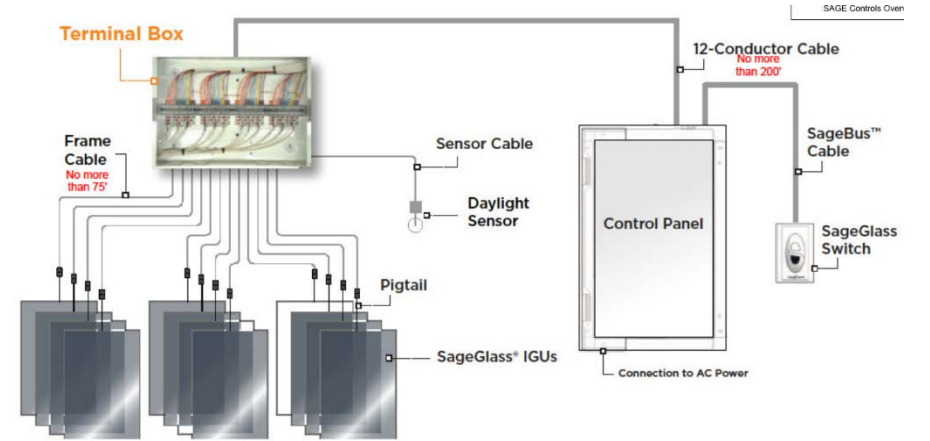 SAGE Controls Over
Terminal Box
12-Conductor Cable
No more
than 200'
Frame
Cable
No more
than 75'
Sensor Cable
SageBus™
Cable
Daylight
Sensor
Control Panel
SageGlass
Switch
Pigtail
SageGlass® IGUs
Connection to AC Power